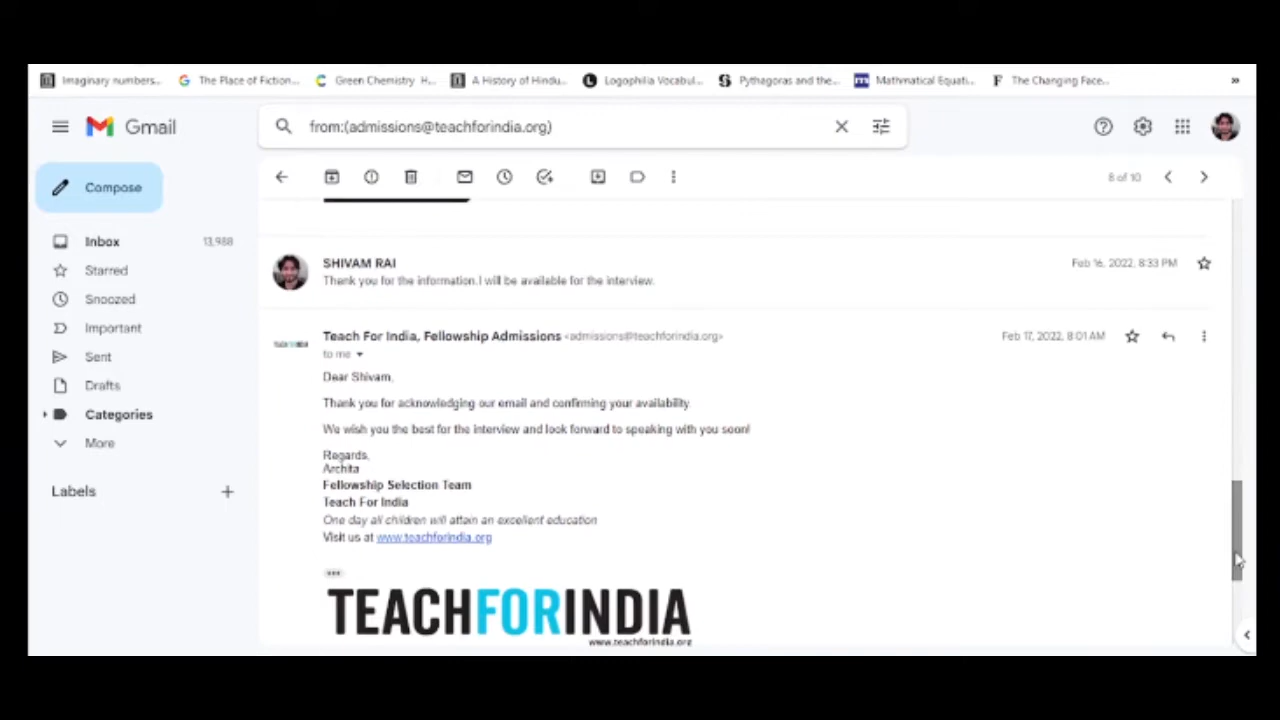 Imaginary numbers...
The Place of Fiction...
Green Chemistry H...
A History of Hindu...
Logophilia Vocabul...
Pythagoras and the...
Mathmatical Equati...
The Changing Face...
»
Gmail
from:(admissions@teachforindia.org)
Compose
8 of 10
Inbox 13,988
Starred
Snoozed
Important
Sent
Drafts
Categories
More
Labels
SHIVAM RAI
Feb 16, 2022, 8:33 PM
Thank you for the information.I will be available for the interview.
Teach For India, Fellowship Admissions <admissions@teachforindia.org>
Feb 17, 2022, 8:01 AM
to me
Dear Shivam,
Thank you for acknowledging our email and confirming your availability.
We wish you the best for the interview and look forward to speaking with you soon!
Regards,
Archita
Fellowship Selection Team
Teach For India
One day all children will attain an excellent education
Visit us at www.teachforindia.org
TEACHFORINDIA
www.teachforindia.org